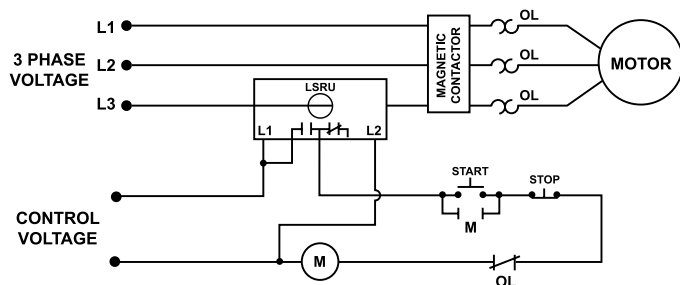 L1
OL
3 PHASE
VOLTAGE
L2
MAGNETIC
CONTACTOR
OL
MOTOR
LSRU
L3
OL
L1
L2
START
STOP
M
CONTROL
VOLTAGE
M
OL